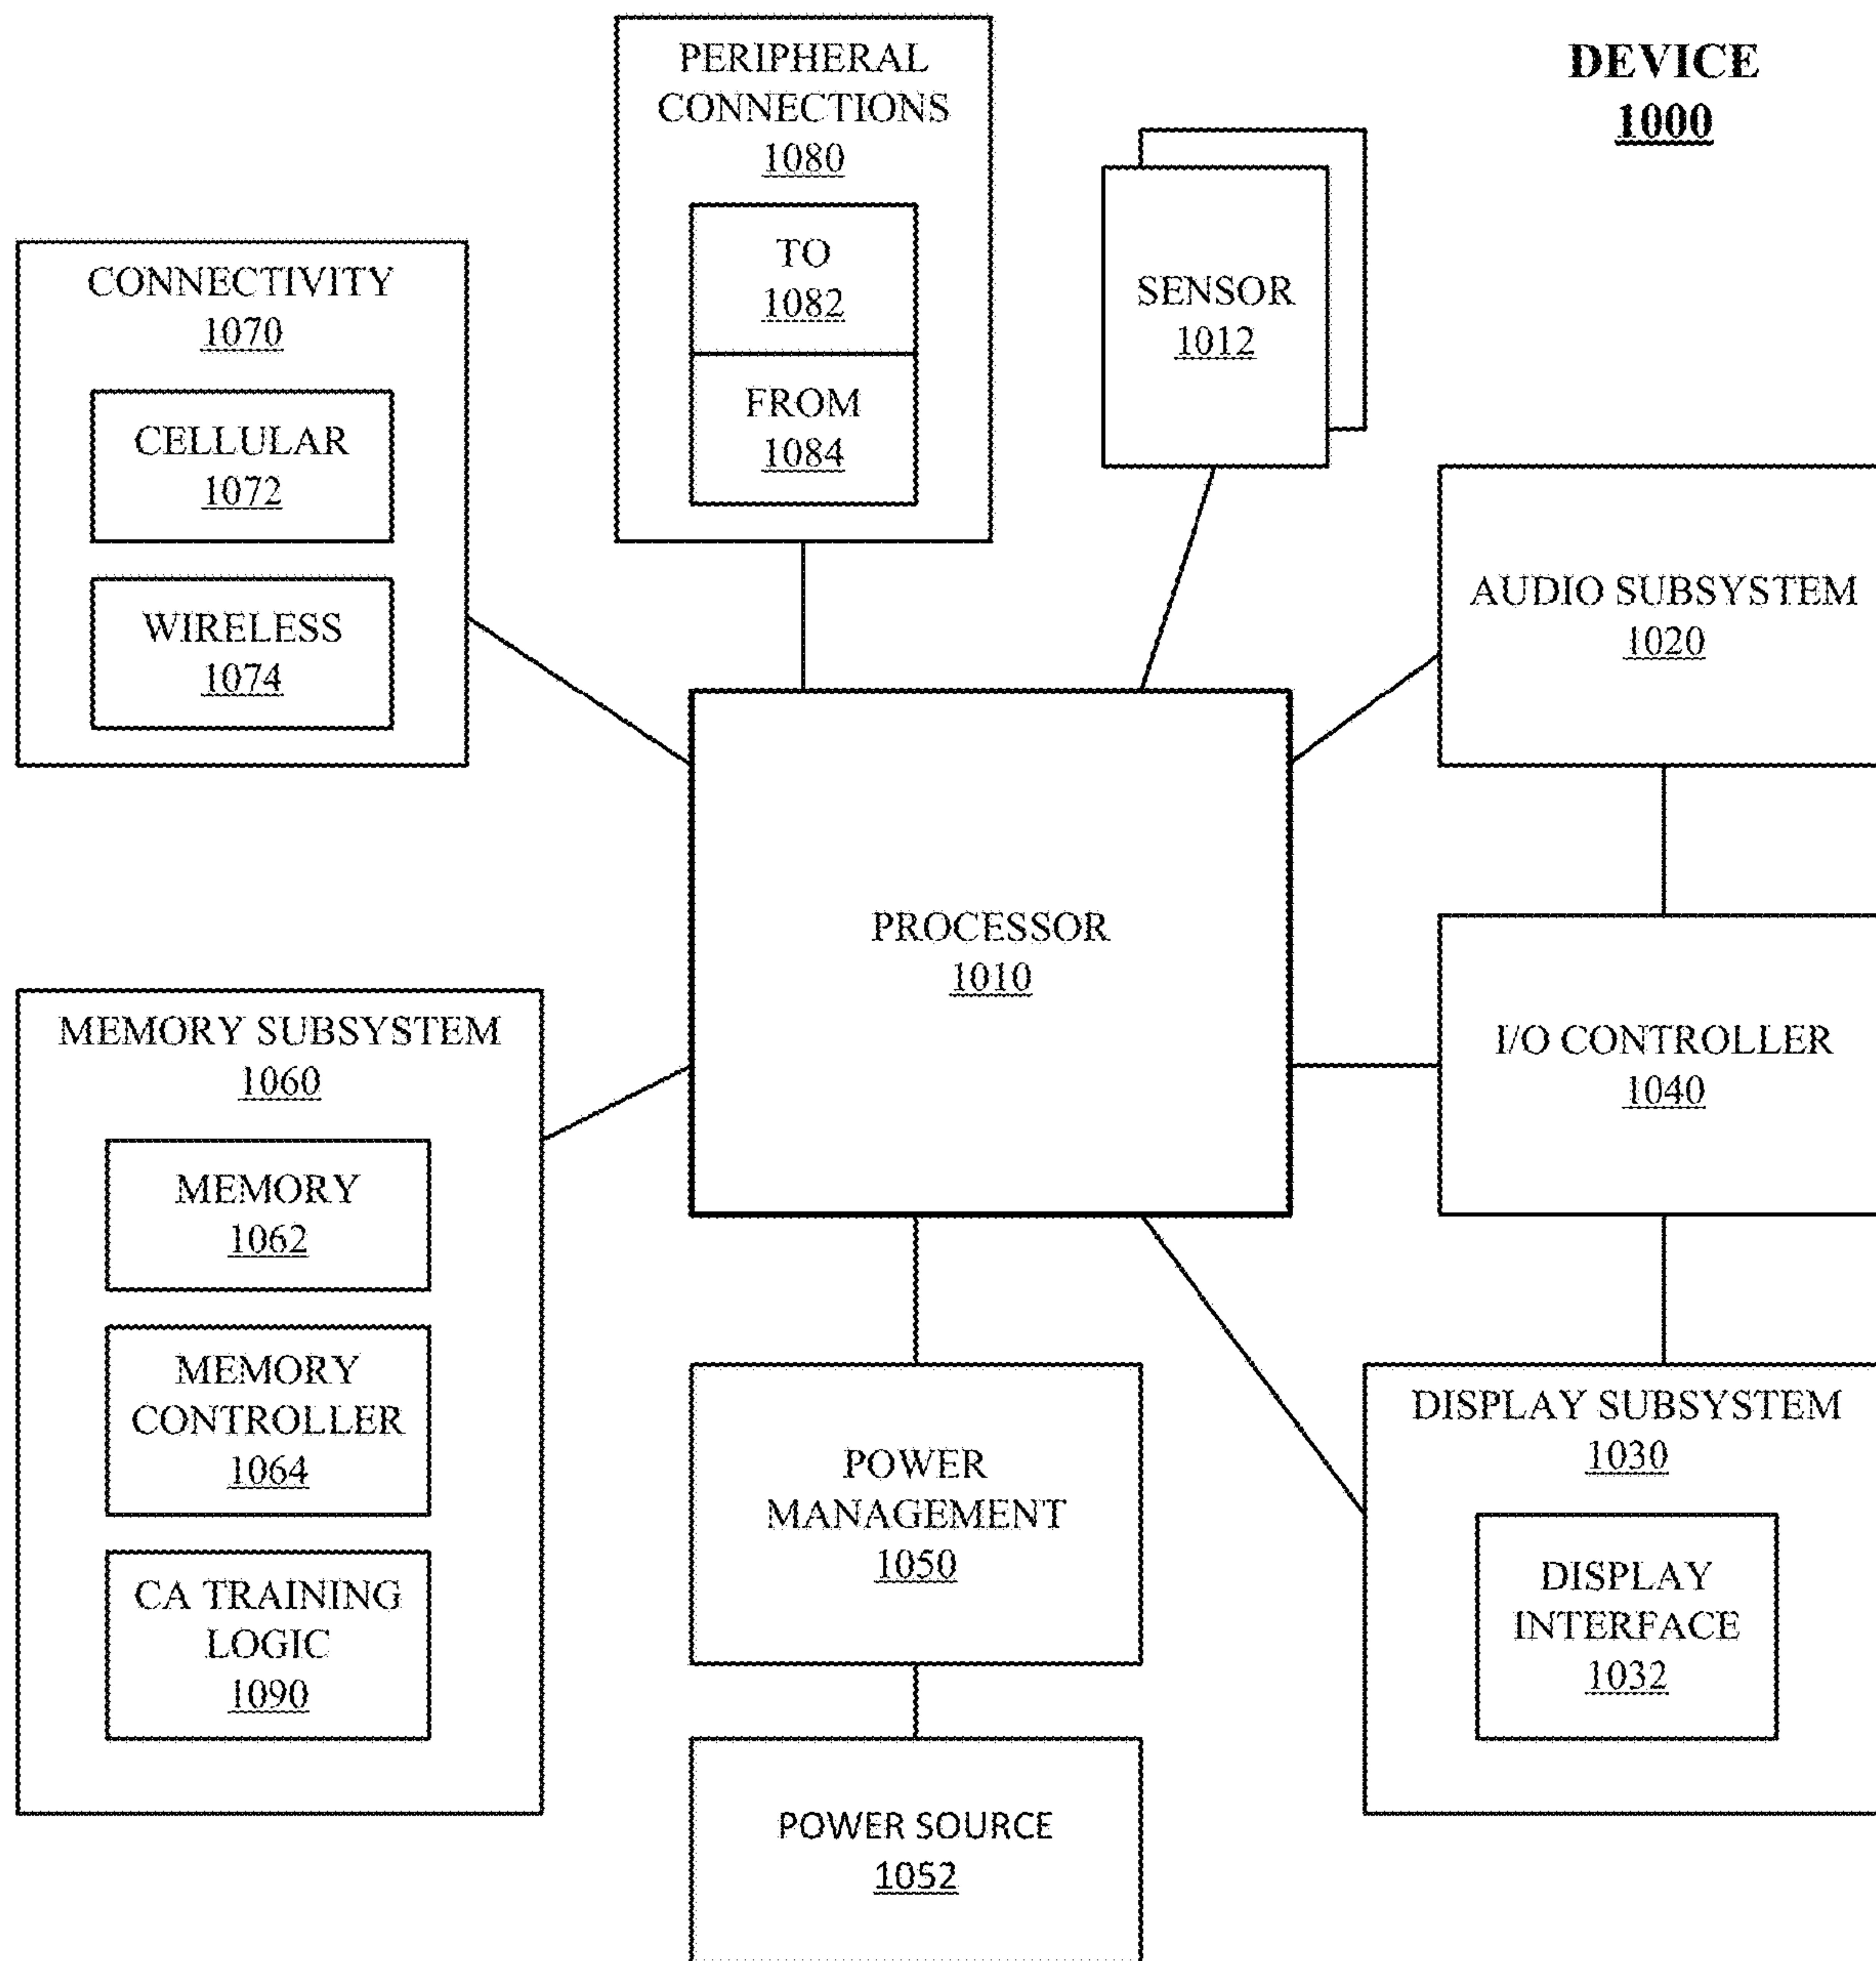 DEVICE
1000
PERIPHERAL
CONNECTIONS
1080
TO
1082
FROM
1084
SENSOR
1012
CONNECTIVITY
1070
CELLULAR
1072
WIRELESS
1074
AUDIO SUBSYSTEM
1020
PROCESSOR
1010
I/O CONTROLLER
1040
MEMORY SUBSYSTEM
1060
MEMORY
1062
MEMORY
CONTROLLER
1064
CA TRAINING
LOGIC
1090
POWER
MANAGEMENT
1050
POWER SOURCE
1052
DISPLAY SUBSYSTEM
1030
DISPLAY
INTERFACE
1032